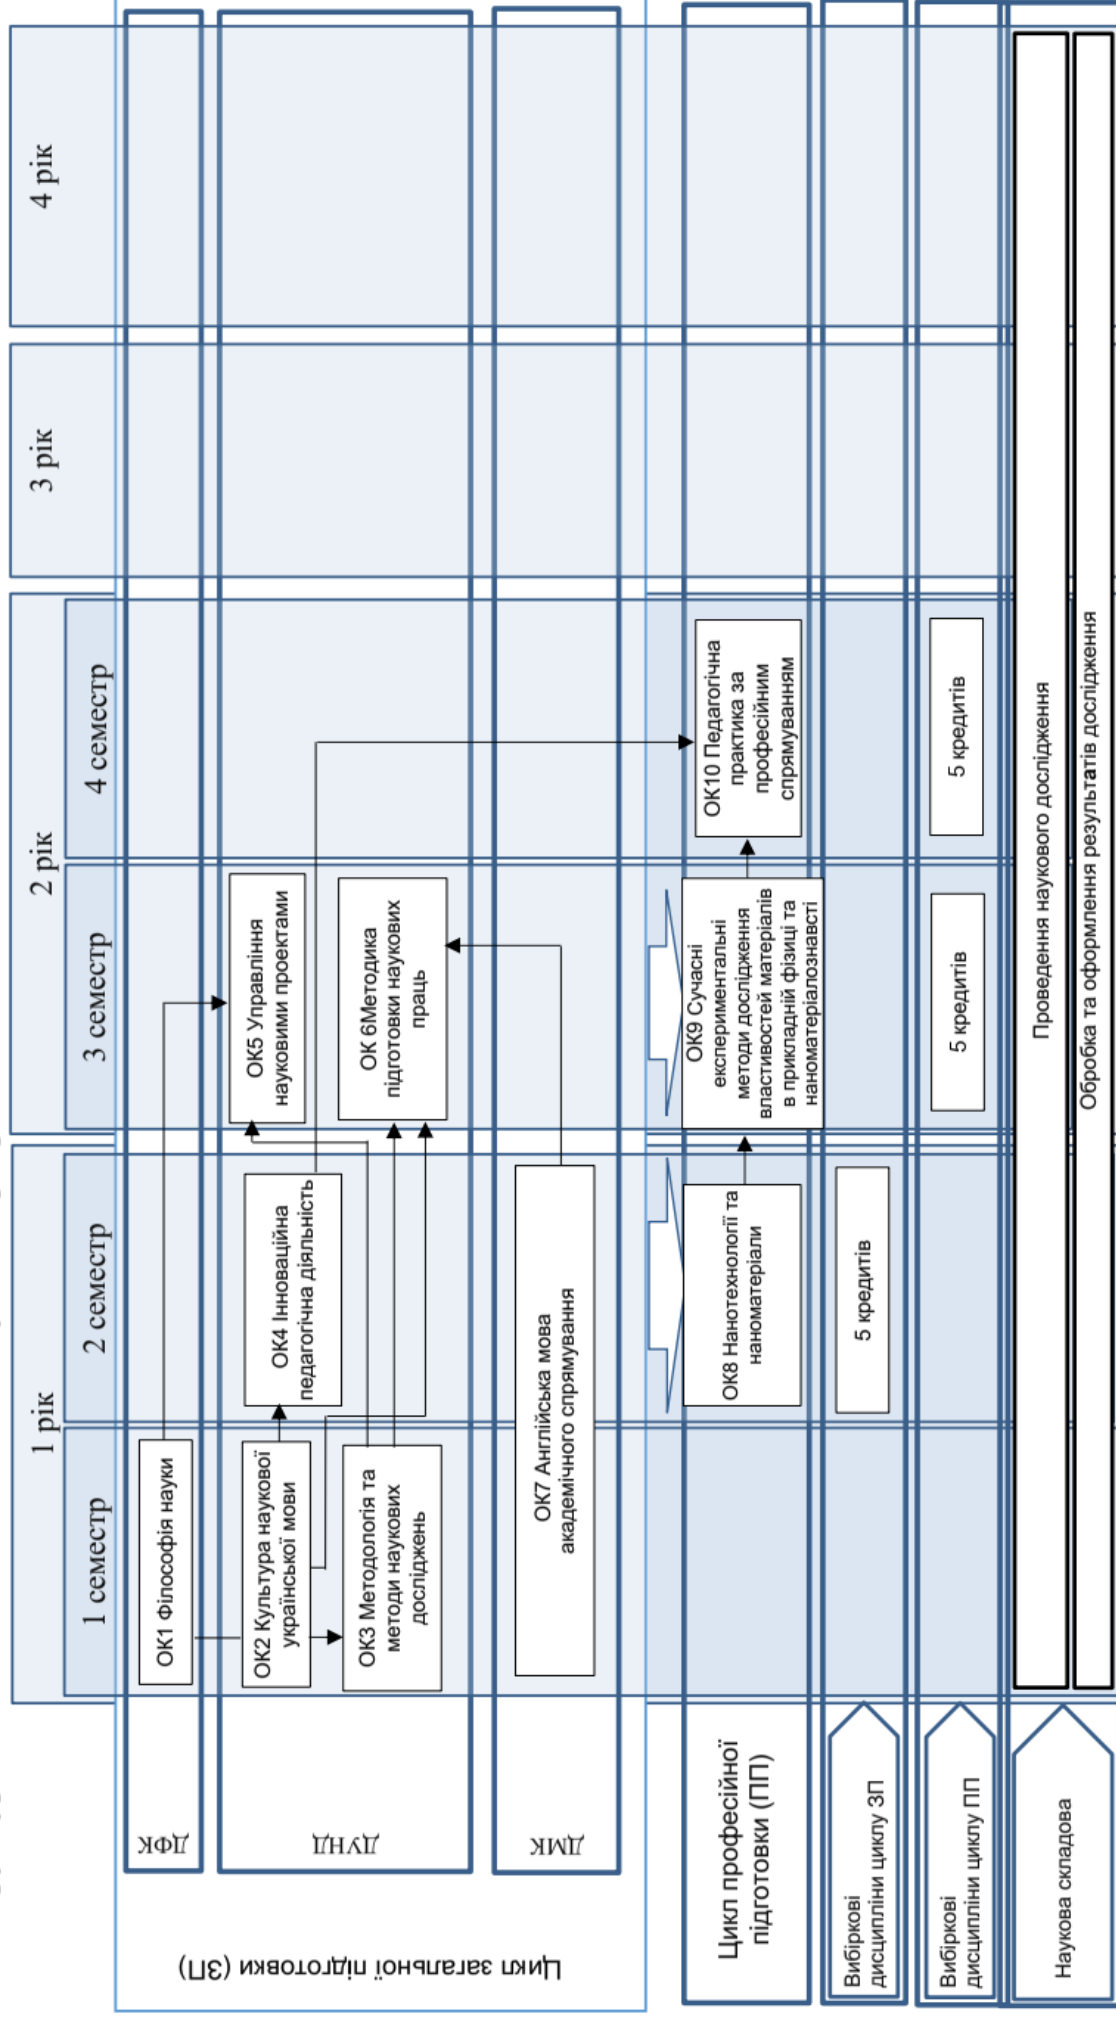 1 рік
2 рік
3 рік
4 рік
1 семестр
2 семестр
3 семестр
4 семестр
Цикл загальної підготовки (ЗП)
ДФК
ОК1 Філософія науки
ДУНД
ОК2 Культура наукової
української мови
ОК4 Інноваційна
педагогічна діяльність
ОК5 Управління
науковими проектами
ОК3 Методологія та
методи наукових
досліджень
ОК 6Методика
підготовки наукових
праць
ДМК
ОК7 Англійська мова
академічного спрямування
Цикл професійної
підготовки (ПП)
ОК8 Нанотехнології та
наноматеріали
ОК9 Сучасні
експериментальні
методи дослідження
властивостей матеріалів
в прикладній фізиці та
наноматеріалознавсті
ОК10 Педагогічна
практика за
професійним
спрямуванням
Вибіркові
дисципліни циклу ЗП
5 кредитів
Вибіркові
дисципліни циклу ПП
5 кредитів
5 кредитів
Наукова складова
Проведення наукового дослідження
Обробка та оформлення результатів дослідження